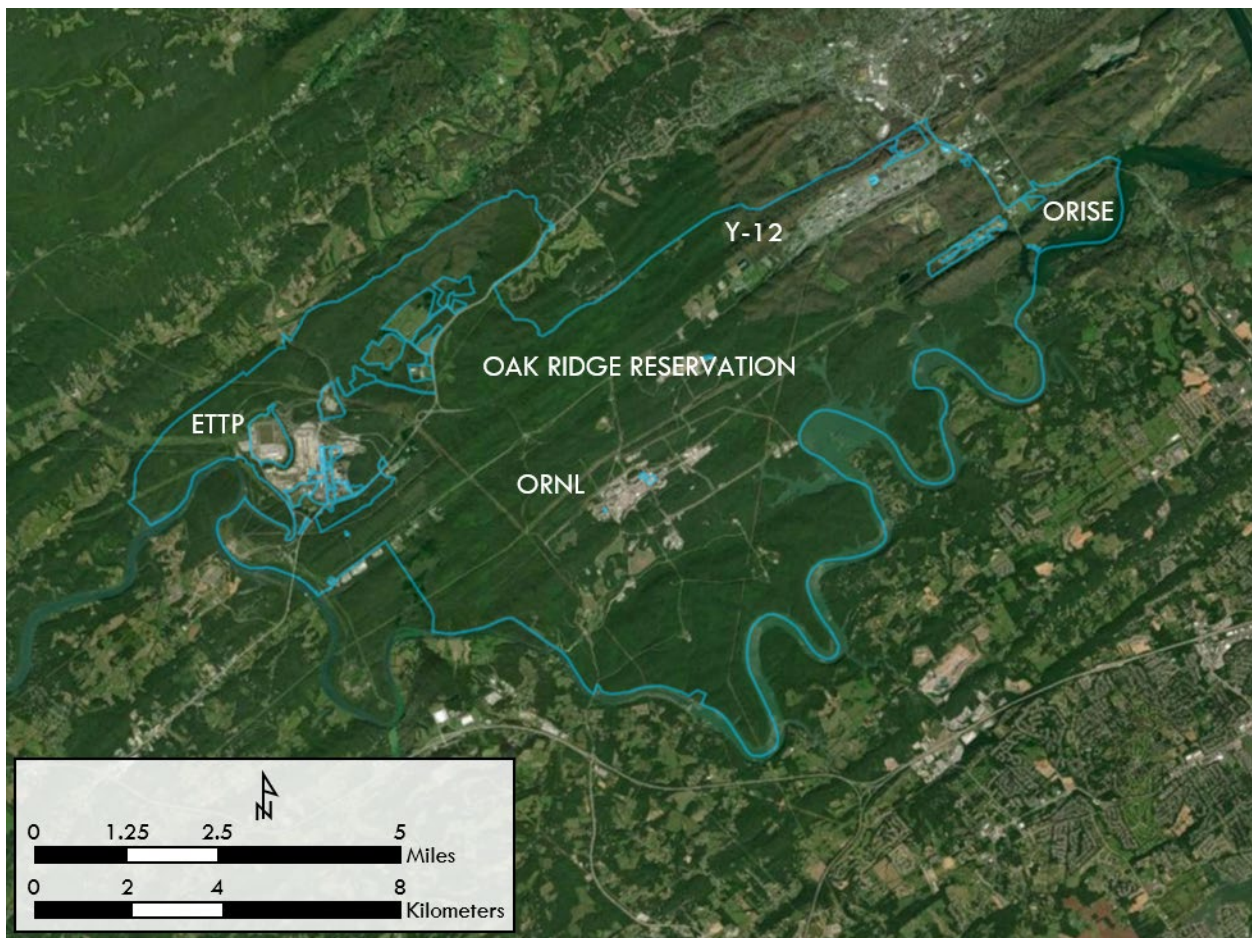 ORISE
Y-12
OAK RIDGE RESERVATION
ETTP
ORNL
N
0 1.25 2.5 5
Miles
0 2 4 8
Kilometers